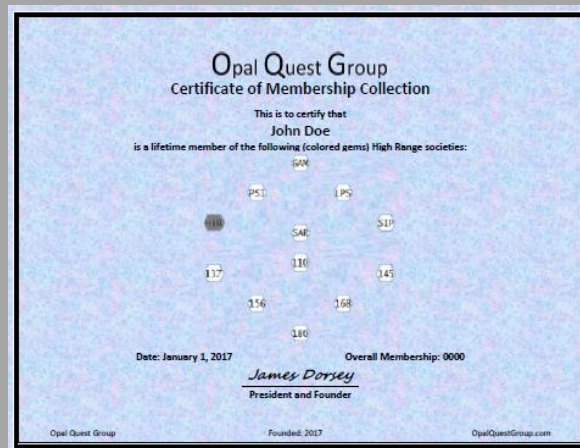 Opal Quest Group
Certificate of Membership Collection
This is to certify that
John Doe
is a lifetime member of the following (colored gems) High Range societies:
GAM
PSI LPS
SIP
SAR
110
137 145
156 168
180
Date: January 1, 2017 Overall Membership: 0000
James Dorsey
President and Founder
Opal Quest Group Founded: 2017 OpalQuestGroup.com